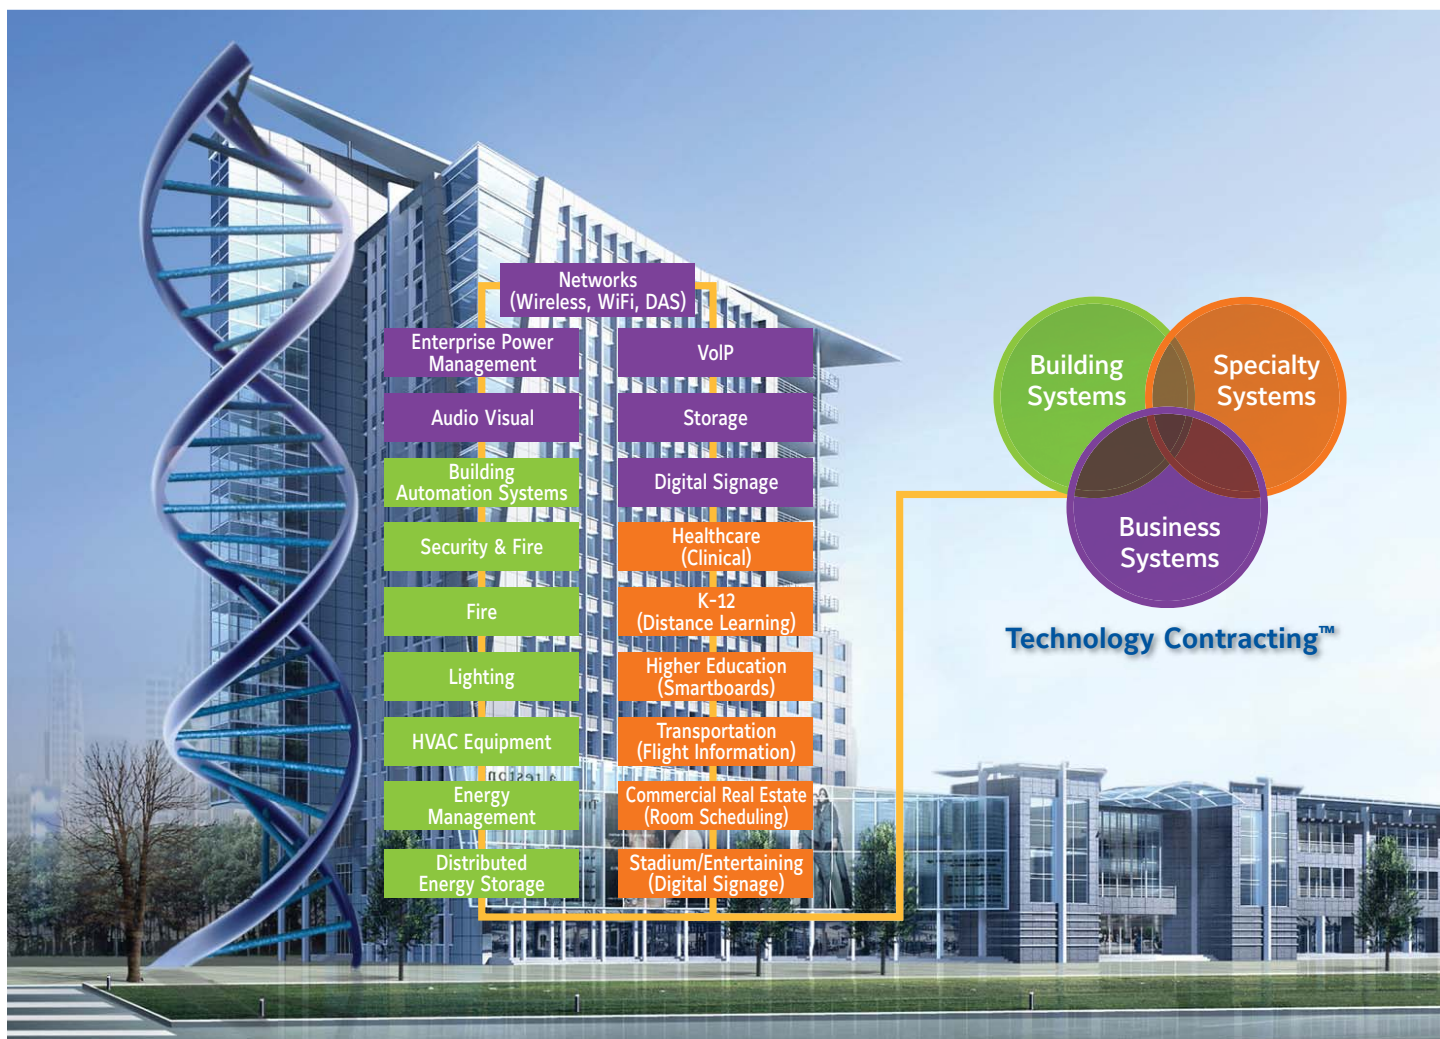 Networks
(Wireless, WiFi, DAS)
Enterprise Power
Management
VoIP
Audio Visual
Storage
Building
Automation Systems
Digital Signage
Security & Fire
Healthcare
(Clinical)
Fire
K-12
(Distance Learning)
Lighting
Higher Education
(Smartboards)
HVAC Equipment
Transportation
(Flight Information)
Energy
Management
Commercial Real Estate
(Room Scheduling)
Distributed
Energy Storage
Stadium/Entertaining
(Digital Signage)
Building
Systems
Specialty
Systems
Business
Systems
Technology Contracting™